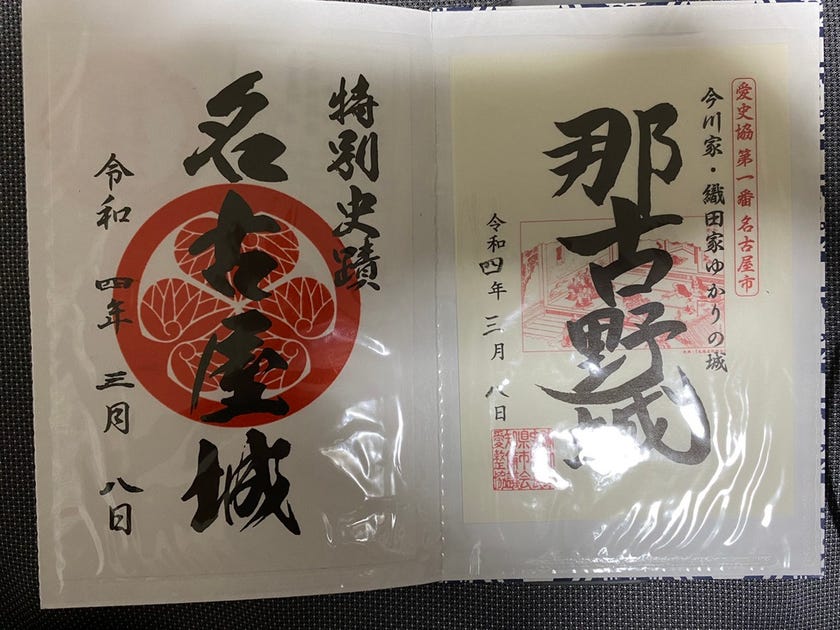 愛史協 第一番 名古屋市
今川家・織田家ゆかりの城
那古野城
令和四年 三月 八日
特別史蹟
名古屋城
令和 四年 三月 八日